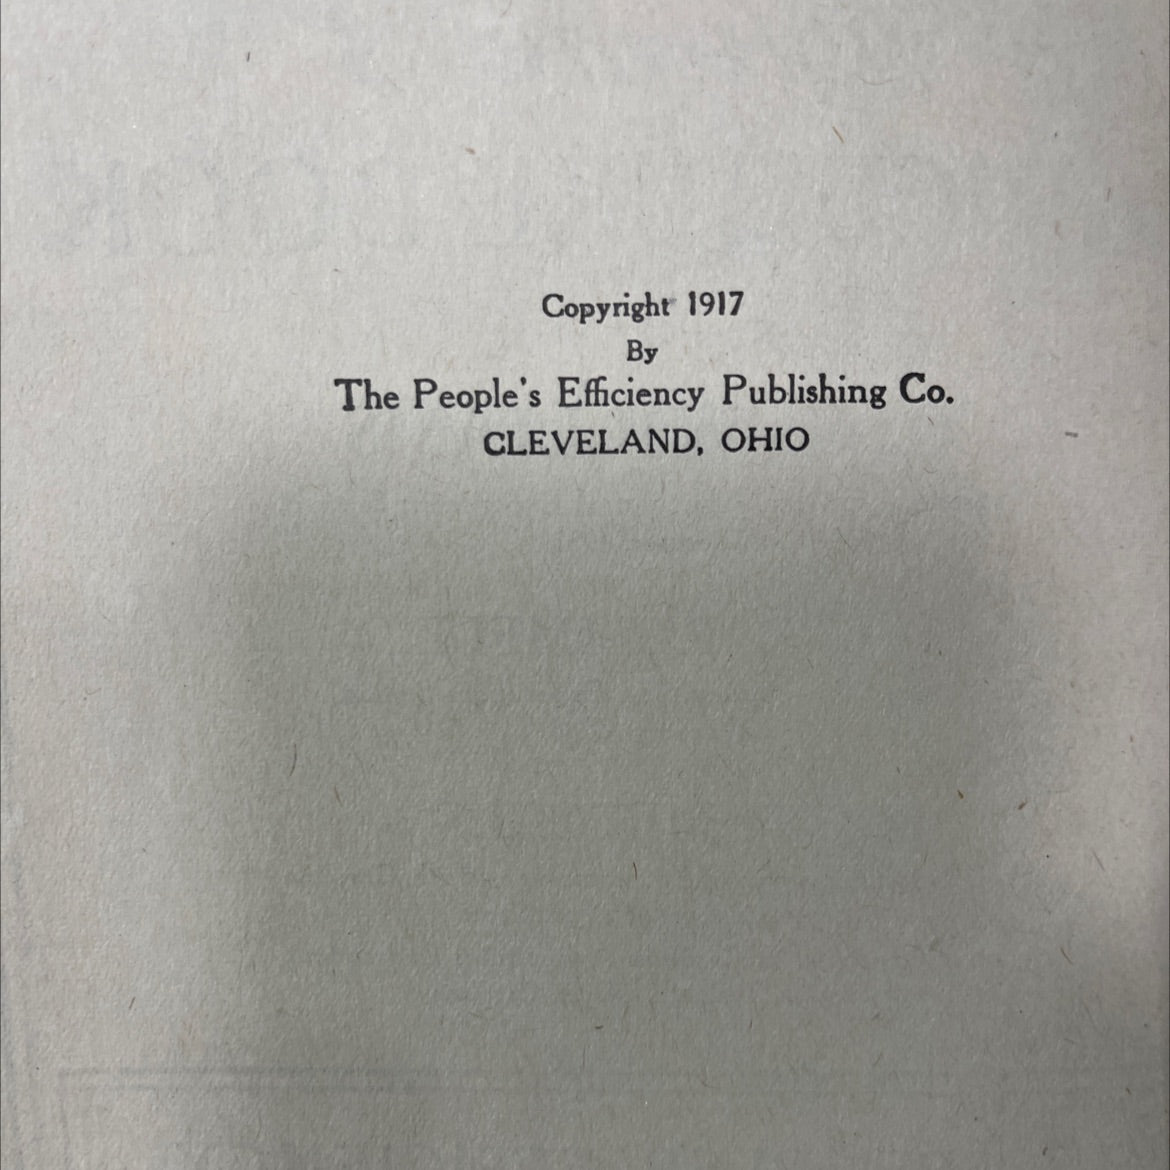 Copyright 1917
By
The People's Efficiency Publishing Co.
CLEVELAND, OHIO